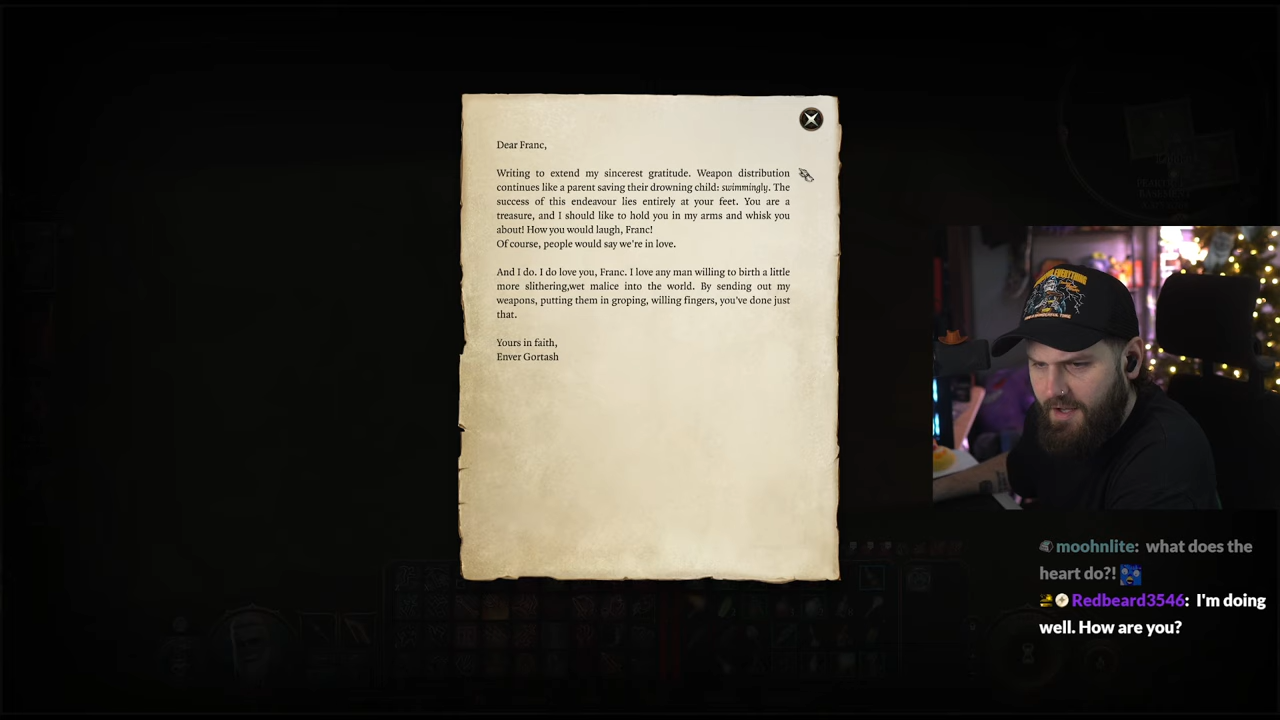 Dear Franc,
Writing to extend my sincerest gratitude. Weapon distribution
continues like a parent saving their drowning child: swimmingly. The
success of this endeavour lies entirely at your feet. You are a
treasure, and I should like to hold you in my arms and whisk you
about! How you would laugh, Franc!
Of course, people would say we're in love.
And I do. I do love you, Franc. I love any man willing to birth a little
more slithering,wet malice into the world. By sending out my
weapons, putting them in groping, willing fingers, you've done just
that.
Yours in faith,
Enver Gortash
moohnlite: what does the
heart do?!
Redbeard3546: I'm doing
well. How are you?